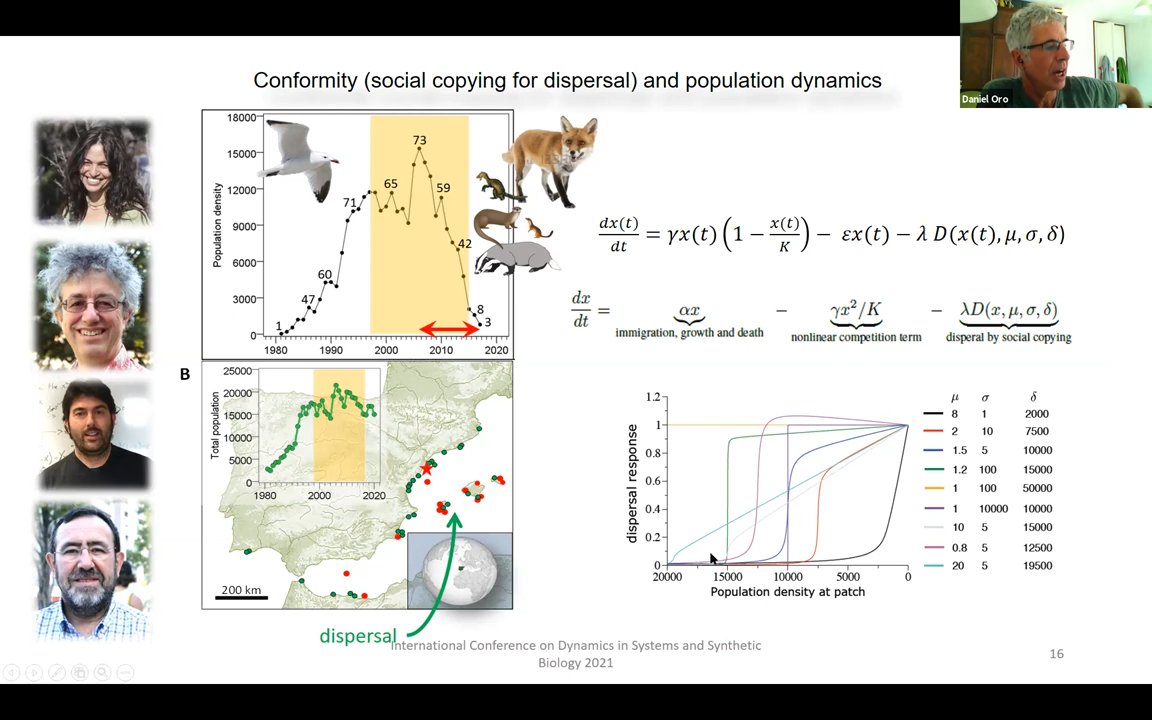 Daniel Oro
Conformity (social copying for dispersal) and population dynamics
18000
15000
12000
9000
6000
3000
0
Population density
1
47
60
71
65
73
59
42
8
3
1980 1990 2000 2010 2020
dx(t)/dt = γx(t) (1 − x(t)/K) − εx(t) − λ D(x(t), μ, σ, δ)
dx/dt = αx − γx²/K − λD(x, μ, σ, δ)
immigration, growth and death nonlinear competition term disperal by social copying
B
25000
20000
15000
10000
5000
0
Total population
1980 2000 2020
200 km
dispersal
1.2
1
0.8
0.6
0.4
0.2
0
dispersal response
20000 15000 10000 5000 0
Population density at patch
μ σ δ
8 1 2000
2 10 7500
1.5 5 10000
1.2 100 15000
1 100 50000
1 10000 10000
10 5 15000
0.8 5 12500
20 5 19500
International Conference on Dynamics in Systems and Synthetic
Biology 2021
16